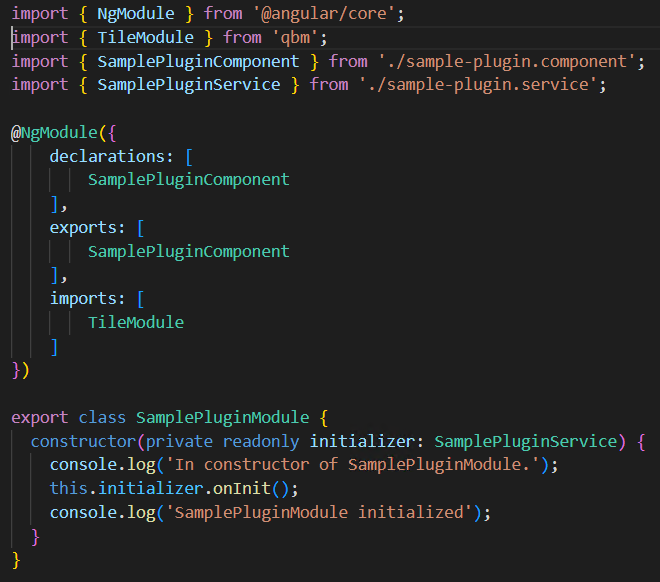 import { NgModule } from '@angular/core';
import { TileModule } from 'qbm';
import { SamplePluginComponent } from './sample-plugin.component';
import { SamplePluginService } from './sample-plugin.service';
@NgModule({
declarations: [
SamplePluginComponent
],
exports: [
SamplePluginComponent
],
imports: [
TileModule
]
})
export class SamplePluginModule {
constructor(private readonly initializer: SamplePluginService) {
console.log('In constructor of SamplePluginModule.');
this.initializer.onInit();
console.log('SamplePluginModule initialized');
}
}